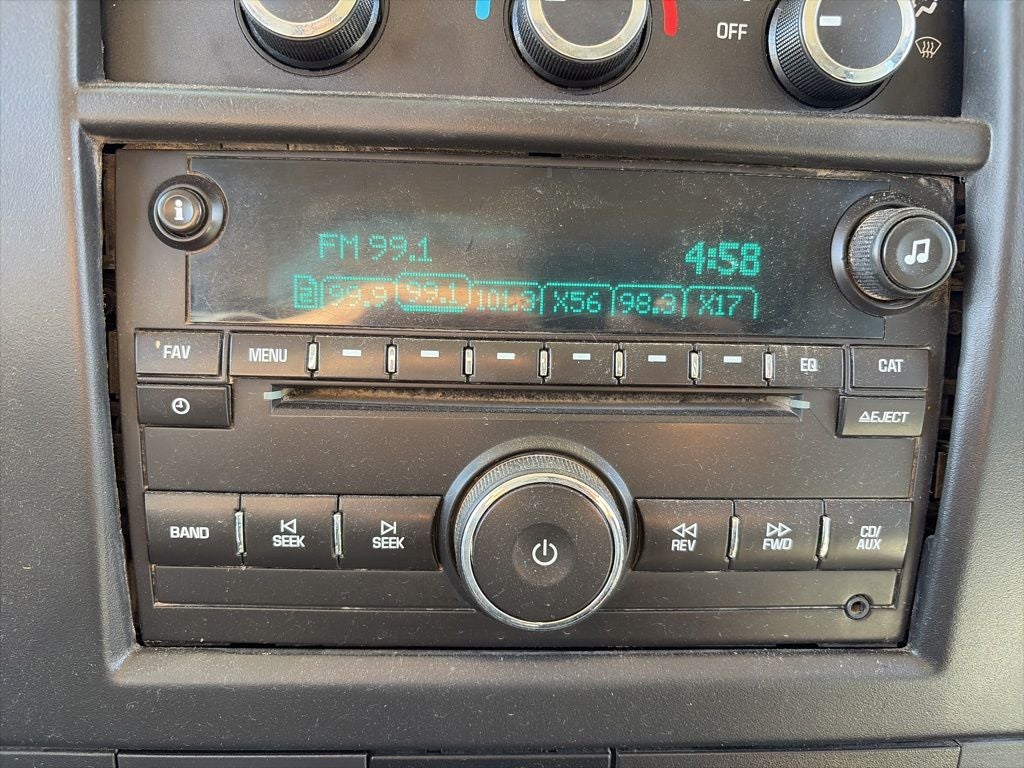 OFF
i
FM 99.1 4:58
2 99.1 101.3 X56 98.3 X17
FAV MENU EQ CAT
EJECT
BAND SEEK SEEK REV FWD CD/
AUX